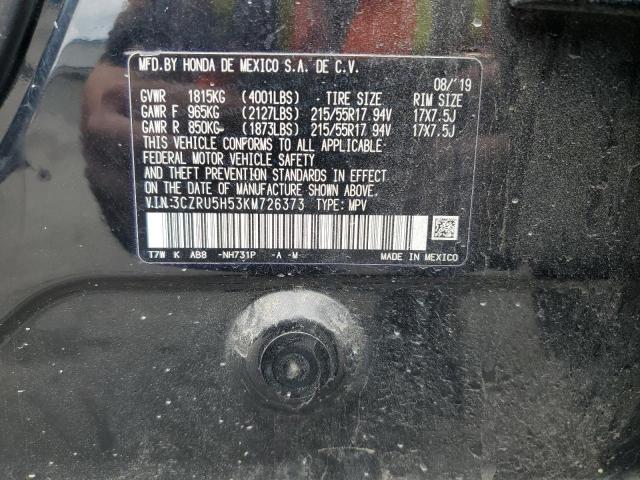 MFD.BY HONDA DE MEXICO S.A. DE C.V.
08/'19
GVWR 1815KG (4001LBS) TIRE SIZE RIM SIZE
GAWR F 965KG (2127LBS) 215/55R17.94V 17X7.5J
GAWR R 850KG (1873LBS) 215/55R17.94V 17X7.5J
THIS VEHICLE CONFORMS TO ALL APPLICABLE
FEDERAL MOTOR VEHICLE SAFETY
AND THEFT PREVENTION STANDARDS IN EFFECT
ON THE DATE OF MANUFACTURE SHOWN ABOVE.
V.I.N:3CZRU5H53KM726373 TYPE: MPV
T7W K AB8 -NH731P -A -M- MADE IN MEXICO